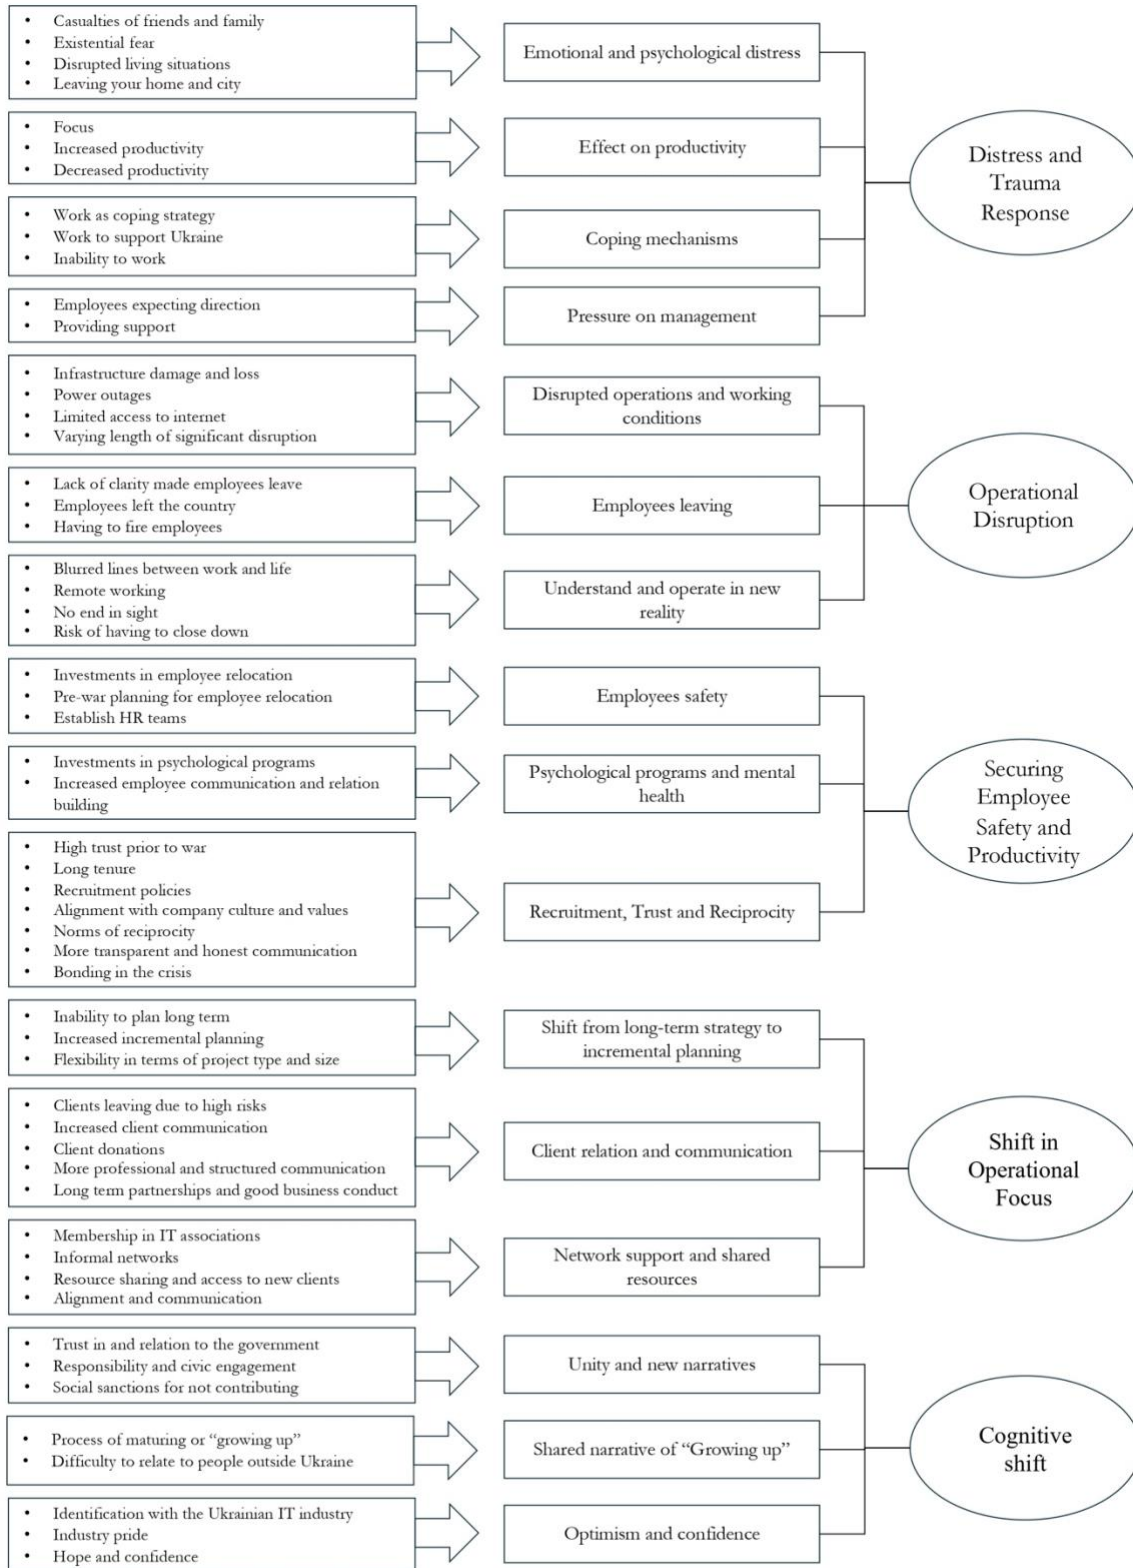 • Casualties of friends and family
• Existential fear
• Disrupted living situations
• Leaving your home and city
Emotional and psychological distress
• Focus
• Increased productivity
• Decreased productivity
Effect on productivity
• Work as coping strategy
• Work to support Ukraine
• Inability to work
Coping mechanisms
• Employees expecting direction
• Providing support
Pressure on management
Distress and
Trauma
Response
• Infrastructure damage and loss
• Power outages
• Limited access to internet
• Varying length of significant disruption
Disrupted operations and working
conditions
• Lack of clarity made employees leave
• Employees left the country
• Having to fire employees
Employees leaving
• Blurred lines between work and life
• Remote working
• No end in sight
• Risk of having to close down
Understand and operate in new
reality
Operational
Disruption
• Investments in employee relocation
• Pre-war planning for employee relocation
• Establish HR teams
Employees safety
• Investments in psychological programs
• Increased employee communication and relation
building
Psychological programs and mental
health
• High trust prior to war
• Long tenure
• Recruitment policies
• Alignment with company culture and values
• Norms of reciprocity
• More transparent and honest communication
• Bonding in the crisis
Recruitment, Trust and Reciprocity
Securing
Employee
Safety and
Productivity
• Inability to plan long term
• Increased incremental planning
• Flexibility in terms of project type and size
Shift from long-term strategy to
incremental planning
• Clients leaving due to high risks
• Increased client communication
• Client donations
• More professional and structured communication
• Long term partnerships and good business conduct
Client relation and communication
• Membership in IT associations
• Informal networks
• Resource sharing and access to new clients
• Alignment and communication
Network support and shared
resources
Shift in
Operational
Focus
• Trust in and relation to the government
• Responsibility and civic engagement
• Social sanctions for not contributing
Unity and new narratives
• Process of maturing or “growing up”
• Difficulty to relate to people outside Ukraine
Shared narrative of “Growing up”
• Identification with the Ukrainian IT industry
• Industry pride
• Hope and confidence
Optimism and confidence
Cognitive
shift